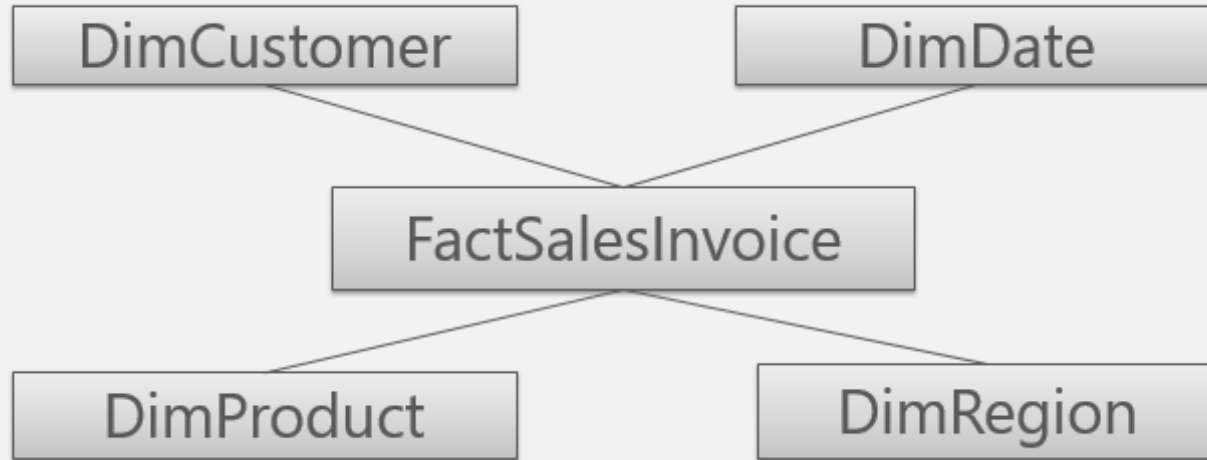 DimCustomer
DimDate
FactSalesInvoice
DimProduct
DimRegion